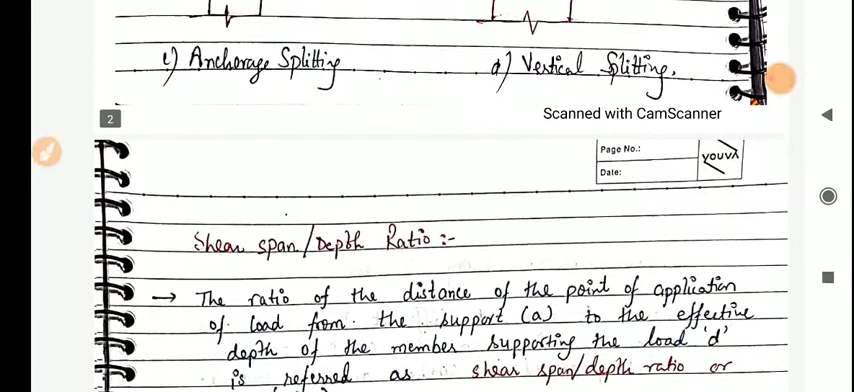 c) Anchorage Splitting
d) Vertical Splitting.
Scanned with CamScanner
2
Page No.:
Date:
YOUVA
Shear span/Depth Ratio :-
→ The ratio of the distance of the point of application
of load from the support (a) to the effective
depth of the member supporting the load 'd'
is referred as shear span/depth ratio or